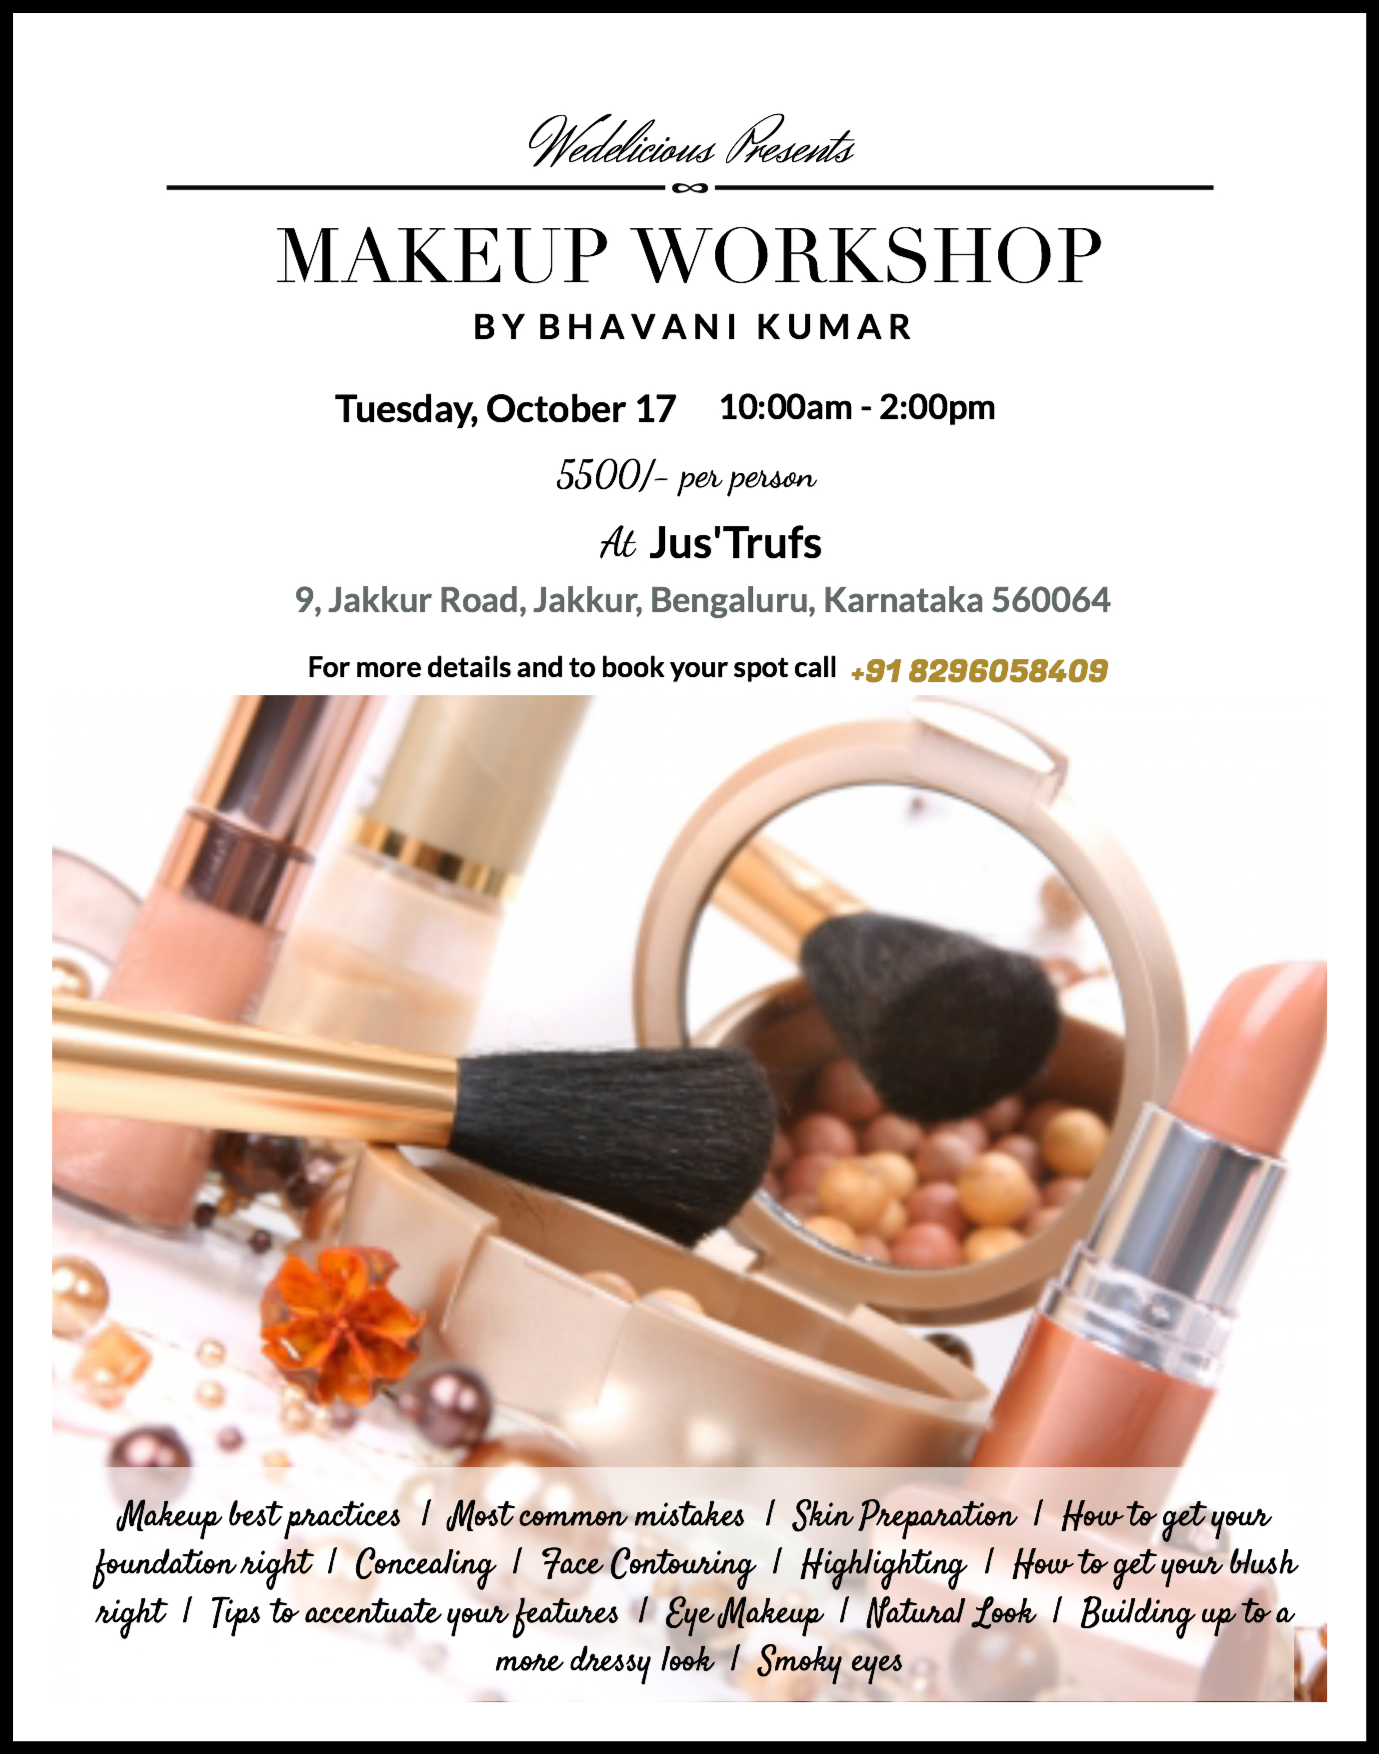 Wedelicious Presents
MAKEUP WORKSHOP
BY BHAVANI KUMAR
Tuesday, October 17 10:00am - 2:00pm
5500/- per person
At Jus'Trufs
9, Jakkur Road, Jakkur, Bengaluru, Karnataka 560064
For more details and to book your spot call +91 8296058409
Makeup best practices | Most common mistakes | Skin Preparation | How to get your
foundation right | Concealing | Face Contouring | Highlighting | How to get your blush
right | Tips to accentuate your features | Eye Makeup | Natural Look | Building up to a
more dressy look | Smoky eyes